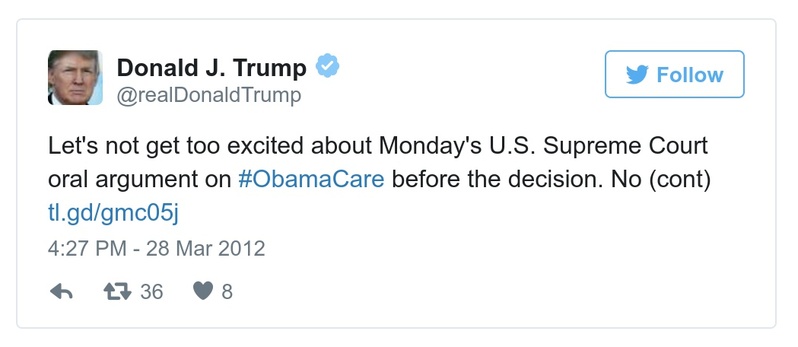 Donald J. Trump
@realDonaldTrump
Follow
Let's not get too excited about Monday's U.S. Supreme Court
oral argument on #ObamaCare before the decision. No (cont)
tl.gd/gmc05j
4:27 PM - 28 Mar 2012
36 8